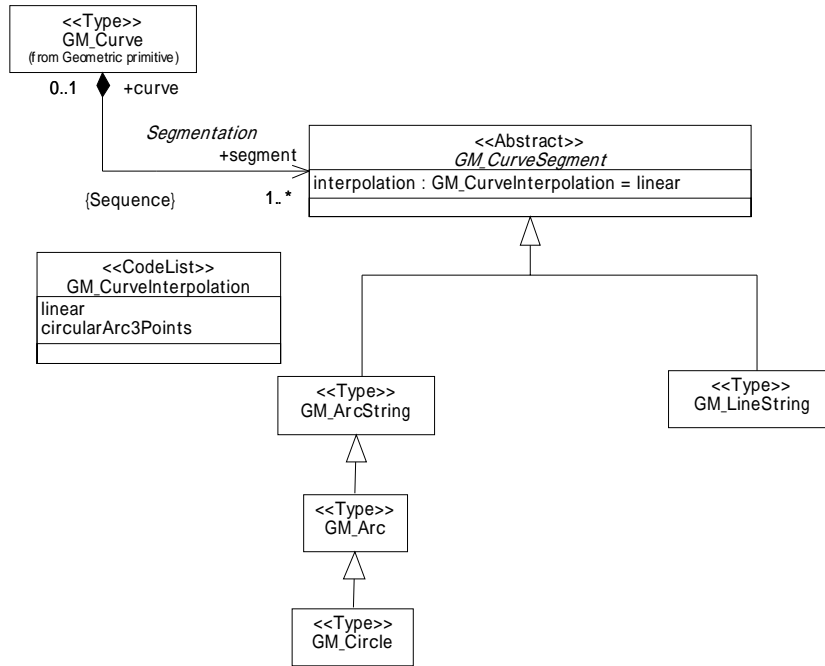 <<Type>>
GM_Curve
(from Geometric primitive)
0..1
+curve
Segmentation
+segment
{Sequence}
1..*
<<Abstract>>
GM_CurveSegment
interpolation : GM_CurveInterpolation = linear
<<CodeList>>
GM_CurveInterpolation
linear
circularArc3Points
<<Type>>
GM_ArcString
<<Type>>
GM_LineString
<<Type>>
GM_Arc
<<Type>>
GM_Circle